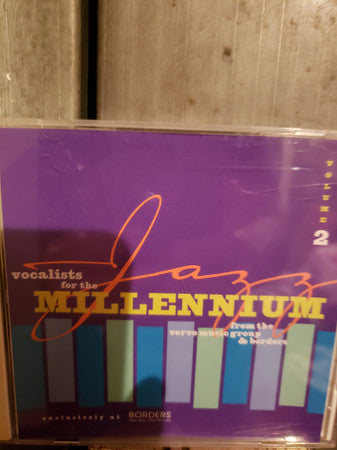 VOLUME 2
Jazz
vocalists
for the
MILLENNIUM
from the
verve music group
& borders
exclusively at BORDERS